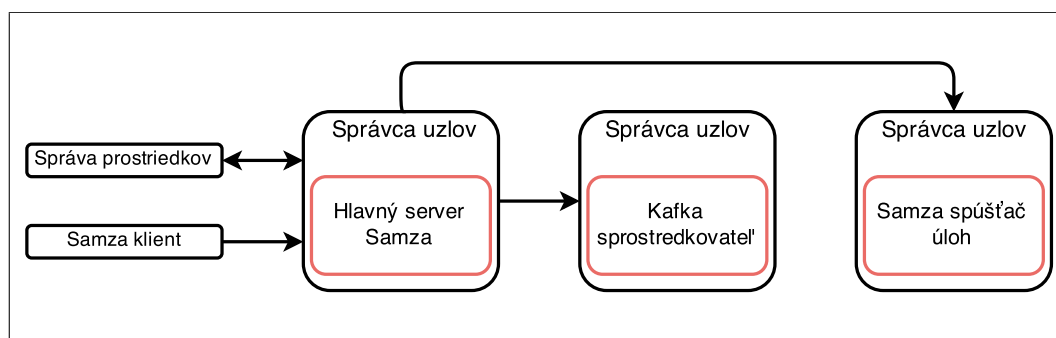 Správa prostriedkov
Samza klient
Správca uzlov
Hlavný server
Samza
Správca uzlov
Kafka
sprostredkovateľ
Správca uzlov
Samza spúšťač
úloh